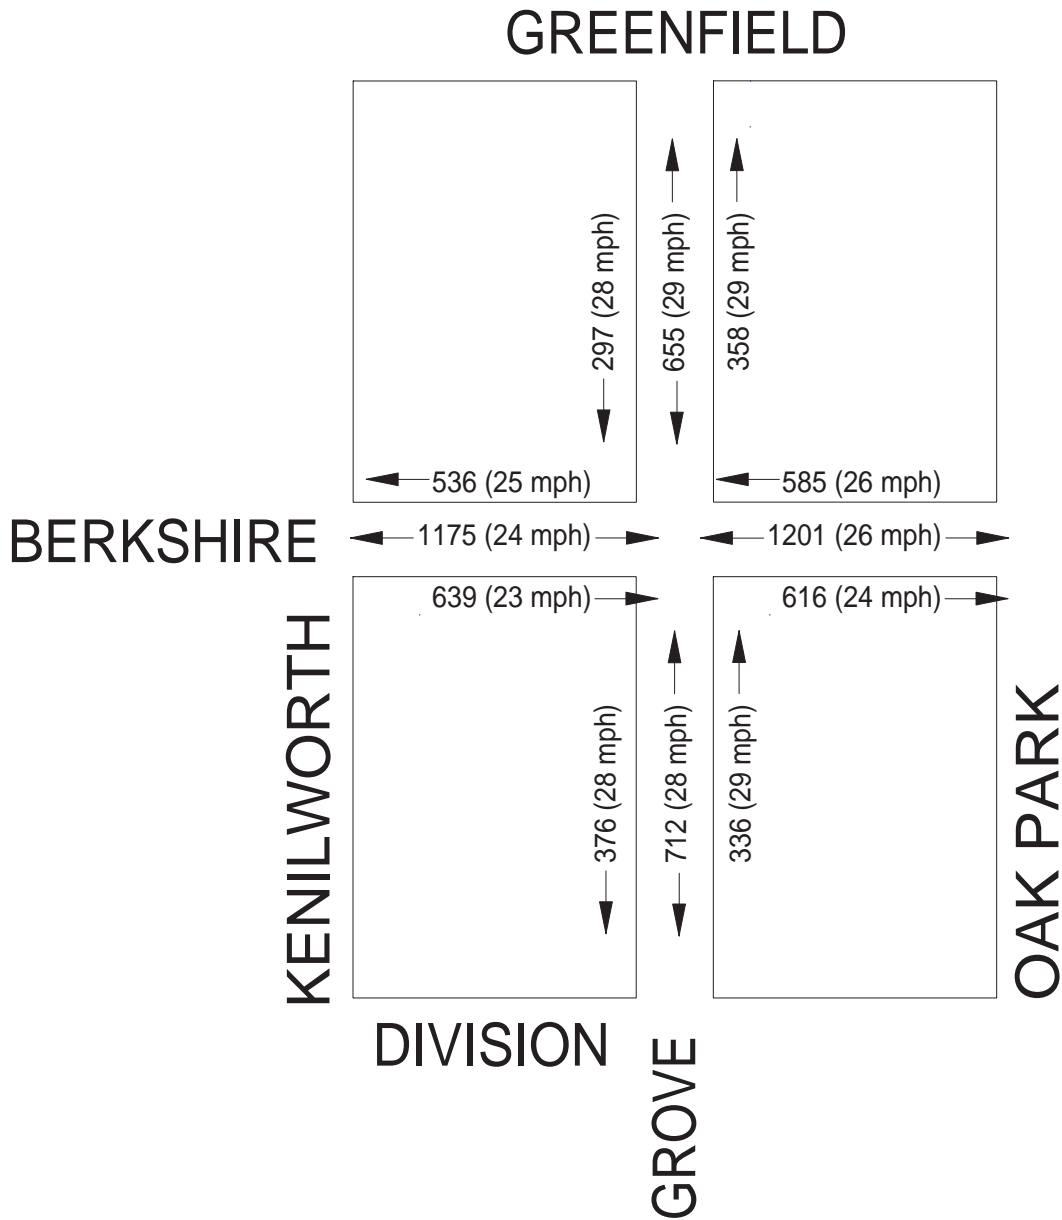 GREENFIELD
297 (28 mph)
655 (29 mph)
358 (29 mph)
536 (25 mph)
585 (26 mph)
BERKSHIRE
1175 (24 mph)
1201 (26 mph)
639 (23 mph)
616 (24 mph)
KENILWORTH
376 (28 mph)
712 (28 mph)
336 (29 mph)
OAK PARK
DIVISION
GROVE